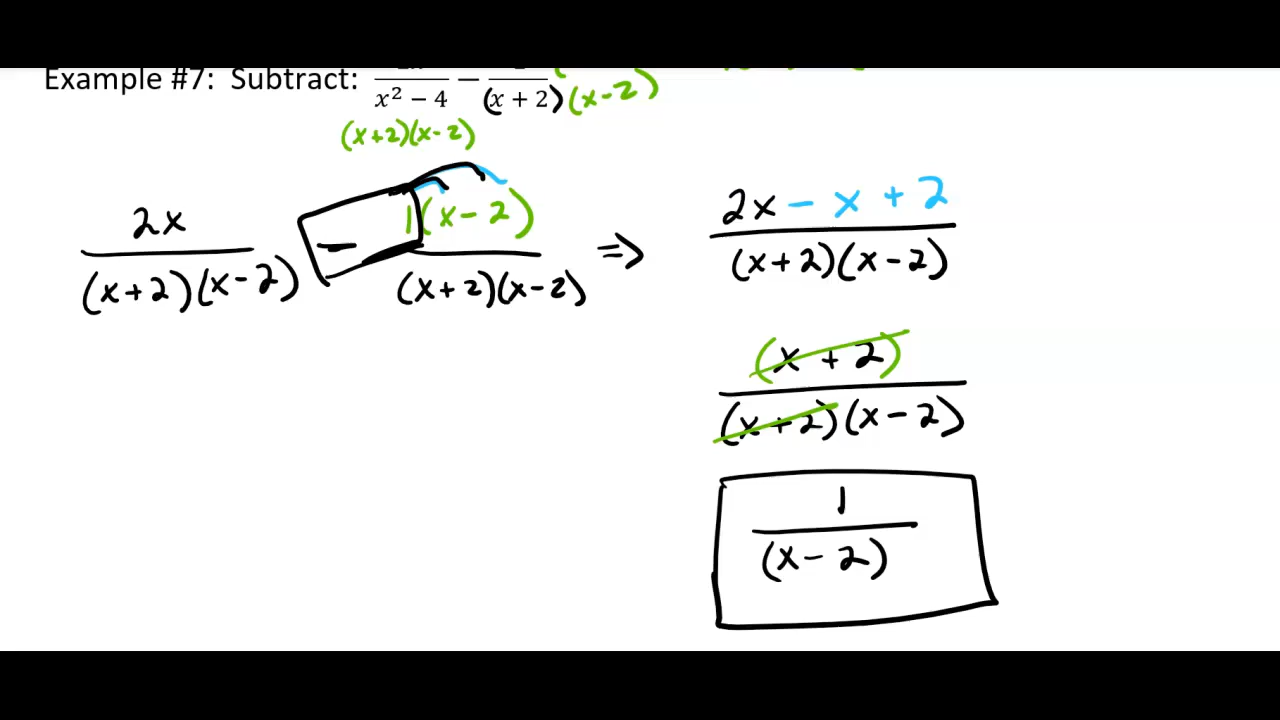 Example #7: Subtract:
x² − 4 − (x + 2) (x−2)
(x+2)(x−2)
2x − 1(x−2) ⇒ 2x − x + 2
(x+2)(x−2) (x+2)(x−2) (x+2)(x−2)
(x + 2)
(x+2)(x−2)
1
(x−2)